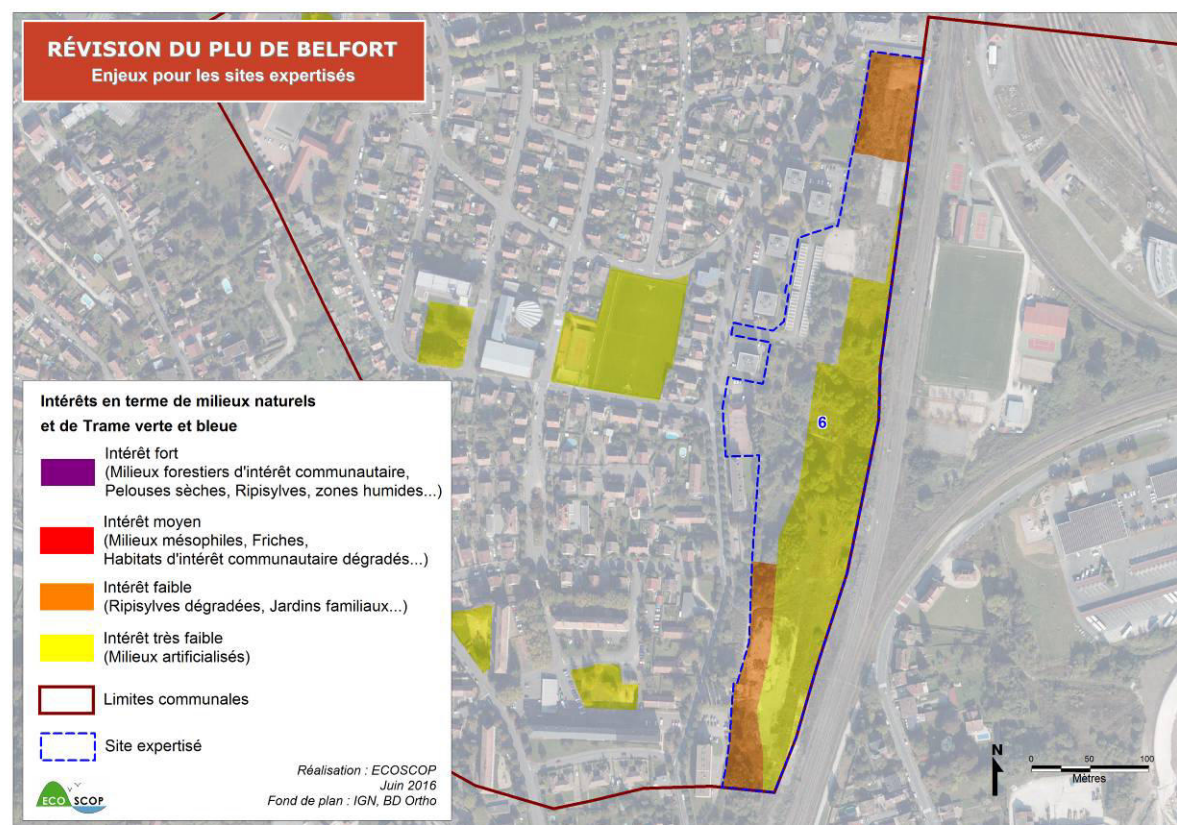 RÉVISION DU PLU DE BELFORT
Enjeux pour les sites expertisés
6
Intérêts en terme de milieux naturels
et de Trame verte et bleue
Intérêt fort
(Milieux forestiers d'intérêt communautaire,
Pelouses sèches, Ripisylves, zones humides...)
Intérêt moyen
(Milieux mésophiles, Friches,
Habitats d'intérêt communautaire dégradés...)
Intérêt faible
(Ripisylves dégradées, Jardins familiaux...)
Intérêt très faible
(Milieux artificialisés)
Limites communales
Site expertisé
Réalisation : ECOSCOP
Juin 2016
Fond de plan : IGN, BD Ortho
ECO SCOP
N
0 50 100
Mètres